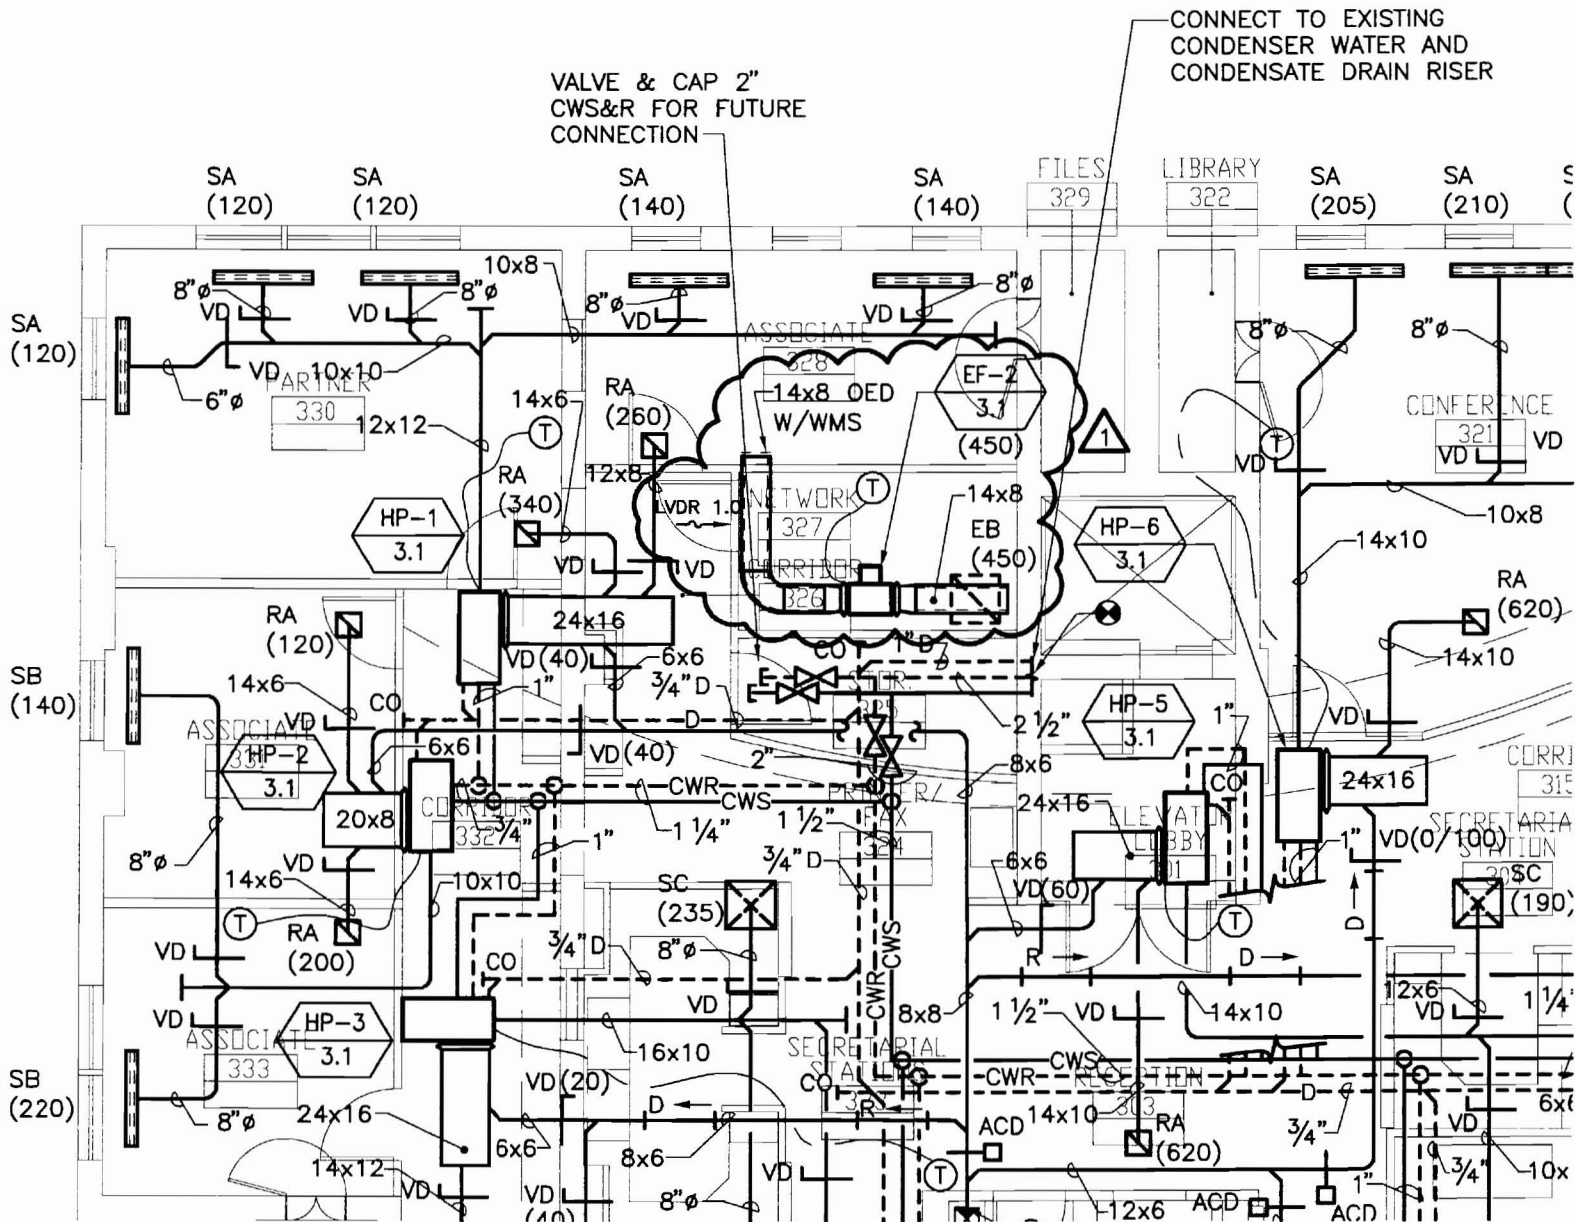 CONNECT TO EXISTING
CONDENSER WATER AND
CONDENSATE DRAIN RISER
VALVE & CAP 2"
CWS&R FOR FUTURE
CONNECTION
SA
(120)
SA
(120)
SA
(140)
SA
(140)
FILES
329
LIBRARY
322
SA
(205)
SA
(210)
8"ø
VD
VD
8"ø
10x8
8"ø
VD
VD
8"ø
8"ø
8"ø
SA
(120)
VD
10x10
6"ø
PARTNER
330
12x12
14x6
T
RA
(260)
ASSOCIATE
328
14x8 OED
W/WMS
EF-2
3.1
(450)
1
CONFERENCE
321
VD
VD
VD
T
RA
(340)
12x8
VDR 1.0
NETWORK
327
T
14x8
EB
(450)
HP-1
3.1
HP-6
3.1
10x8
14x10
VD
VD
CORRIDOR
326
RA
(620)
RA
(120)
24x16
14x10
VD(40)
6x6
3/4" D
CO
1" D
STOR.
325
2 1/2"
SB
(140)
14x6
CO
VD
1"
D
ASSOCIATE
331
HP-2
3.1
6x6
VD(40)
2"
8x6
HP-5
3.1
1"
VD
CORRI
315
20x8
CORRIDOR
332
3/4"
1"
CWR
CWS
1 1/4"
1 1/2"
PRINTER/
FAX
324
24x16
ELEVATOR
LOBBY
301
CO
24x16
SECRETARIA
STATION
VD(0/100)
1"
8"ø
VD
14x6
10x10
3/4" D
6x6
VD(60)
T
SC
(235)
8"ø
SC
(190)
T
RA
(200)
VD
3/4" D
CO
CWS
CWR
R
D
D
VD
8x8
1 1/2"
VD
14x10
12x6
VD
1 1/4"
VD
HP-3
3.1
ASSOCIATE
333
16x10
SECRETARIAL
STATION
CO
CWS
CWR
RECEPTION
303
D
SB
(220)
8"ø
24x16
VD(20)
D
R
14x10
3/4"
VD
6x6
6x6
8x6
ACD
RA
(620)
T
14x12
VD
VD
(40)
8"ø
VD
12x6
ACD
ACD
1"
3/4"
10x